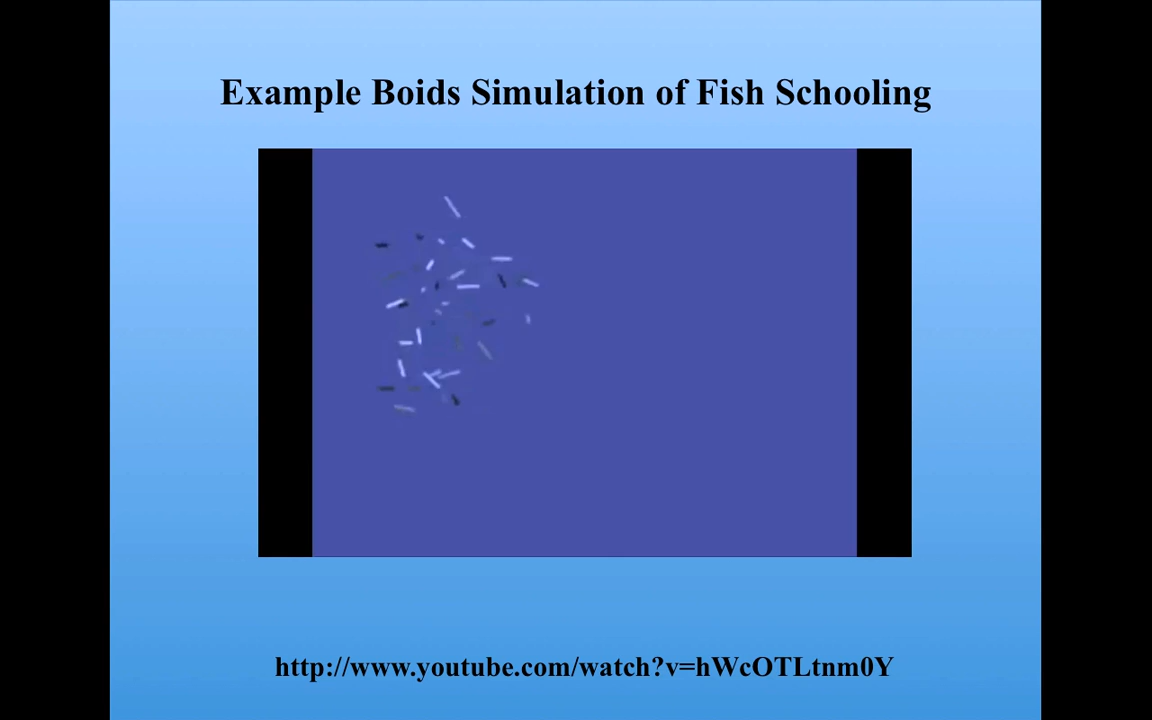 Example Boids Simulation of Fish Schooling
http://www.youtube.com/watch?v=hWcOTLtnm0Y